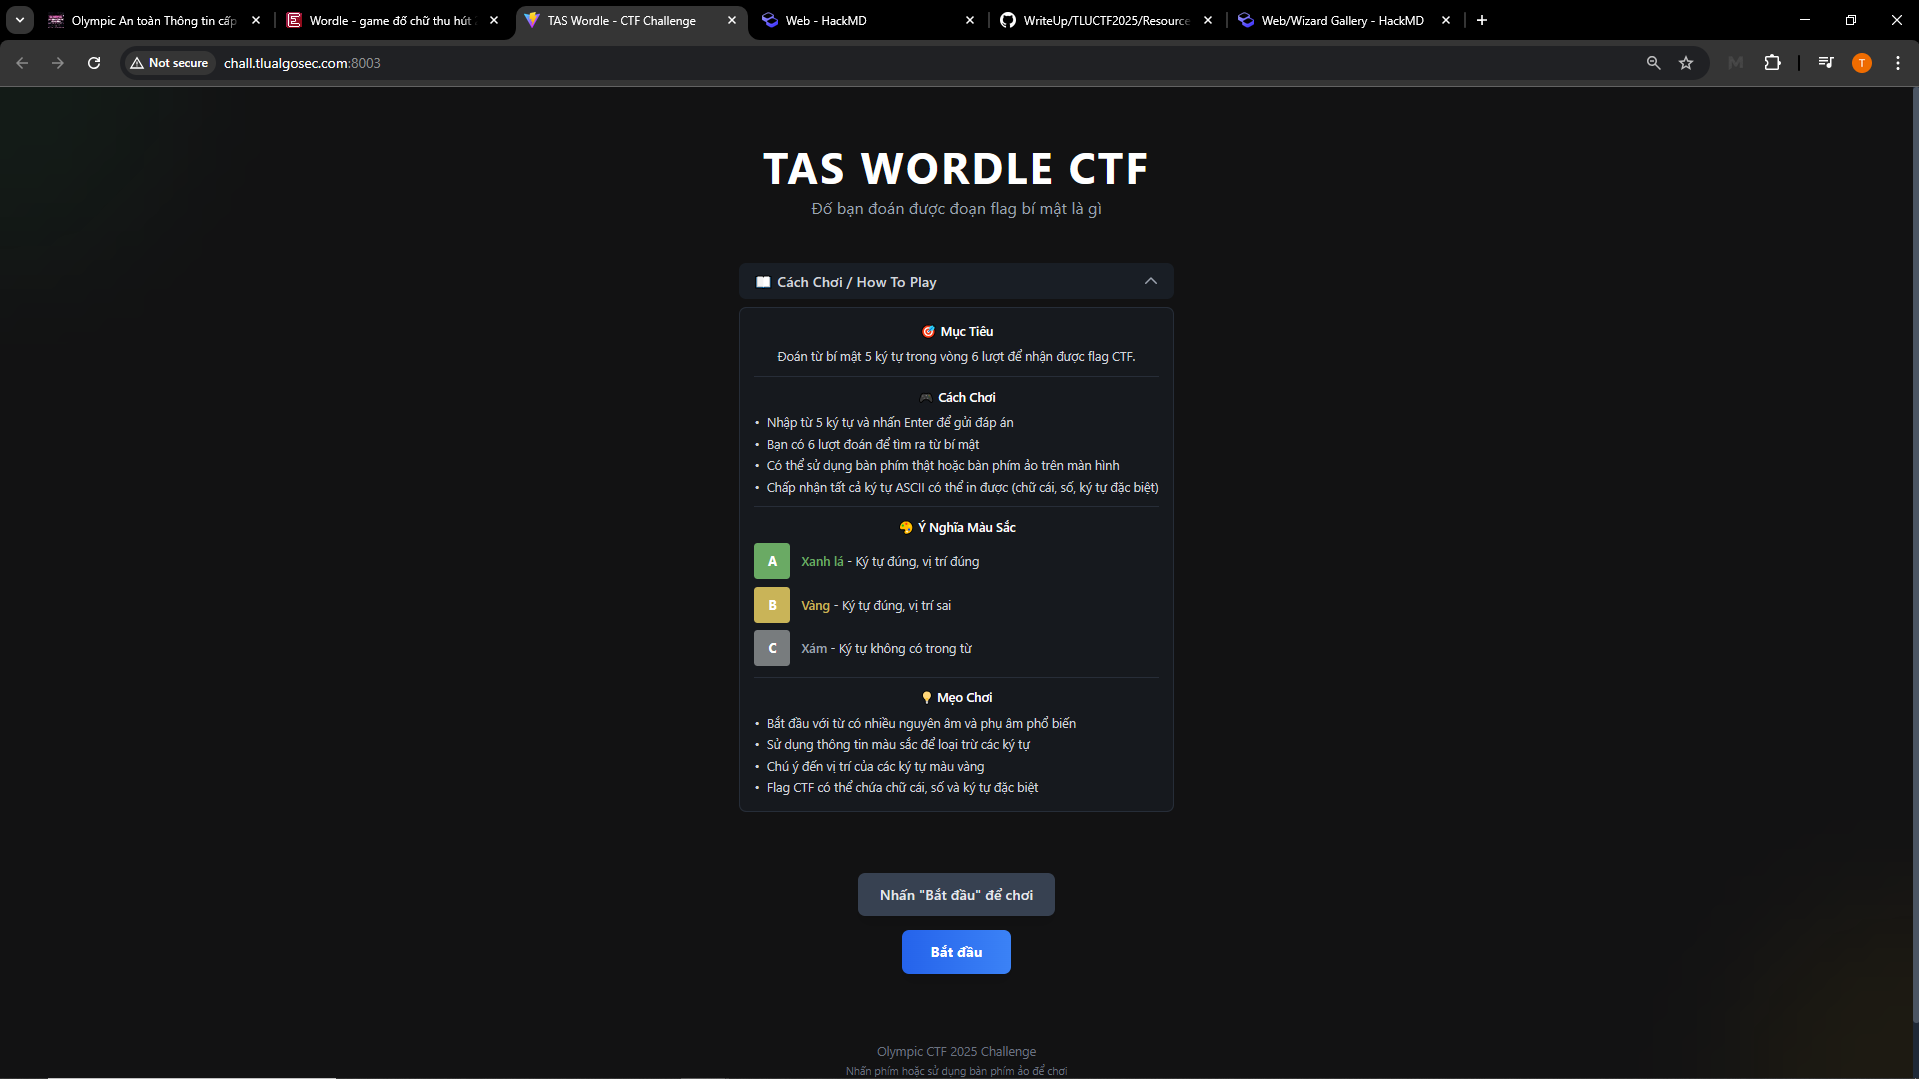 Olympic An toàn Thông tin cấp
Wordle - game đố chữ thu hút
TAS Wordle - CTF Challenge
Web - HackMD
WriteUp/TLUCTF2025/Resource
Web/Wizard Gallery - HackMD
Not secure
chall.tlualgosec.com:8003
T
TAS WORDLE CTF
Đố bạn đoán được đoạn flag bí mật là gì
Cách Chơi / How To Play
Mục Tiêu
Đoán từ bí mật 5 ký tự trong vòng 6 lượt để nhận được flag CTF.
Cách Chơi
• Nhập từ 5 ký tự và nhấn Enter để gửi đáp án
• Bạn có 6 lượt đoán để tìm ra từ bí mật
• Có thể sử dụng bàn phím thật hoặc bàn phím ảo trên màn hình
• Chấp nhận tất cả ký tự ASCII có thể in được (chữ cái, số, ký tự đặc biệt)
Ý Nghĩa Màu Sắc
A Xanh lá - Ký tự đúng, vị trí đúng
B Vàng - Ký tự đúng, vị trí sai
C Xám - Ký tự không có trong từ
Mẹo Chơi
• Bắt đầu với từ có nhiều nguyên âm và phụ âm phổ biến
• Sử dụng thông tin màu sắc để loại trừ các ký tự
• Chú ý đến vị trí của các ký tự màu vàng
• Flag CTF có thể chứa chữ cái, số và ký tự đặc biệt
Nhấn "Bắt đầu" để chơi
Bắt đầu
Olympic CTF 2025 Challenge
Nhấn phím hoặc sử dụng bàn phím ảo để chơi